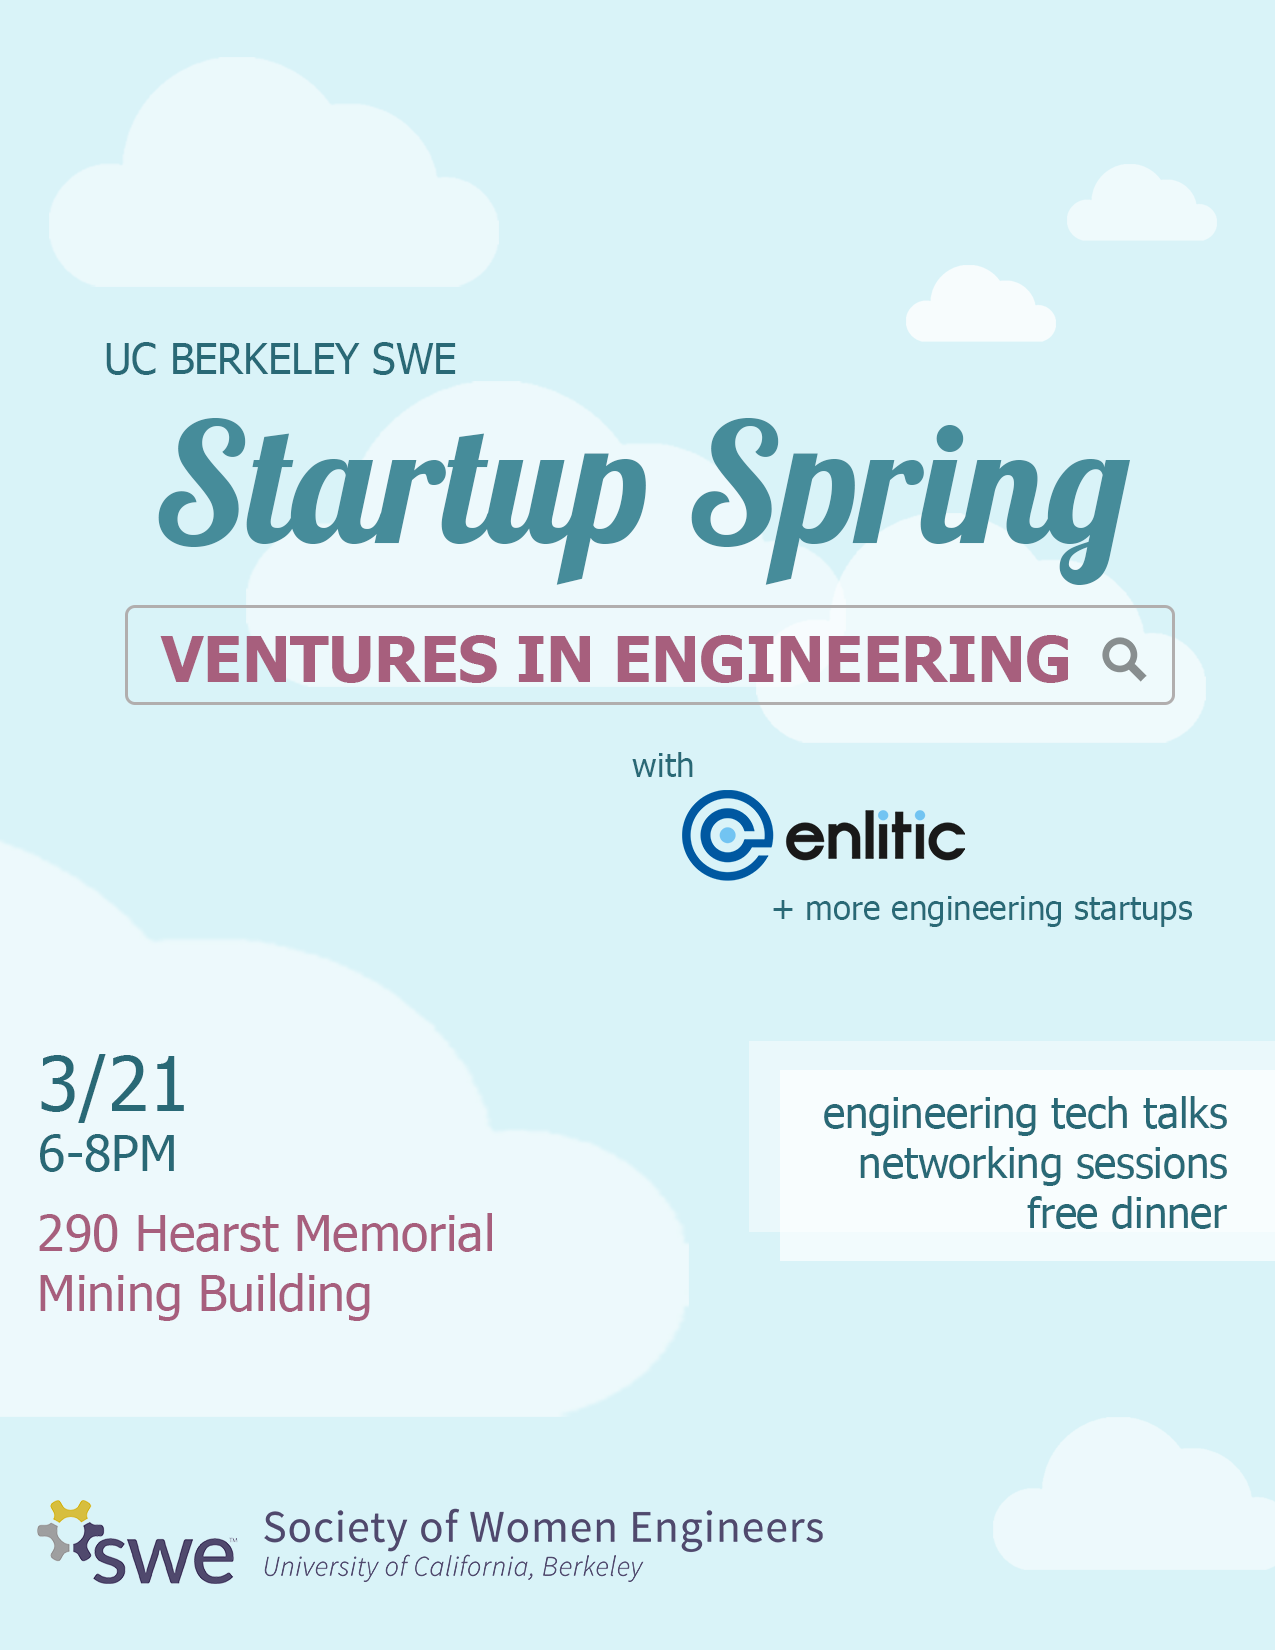 UC BERKELEY SWE
Startup Spring
VENTURES IN ENGINEERING
with
enlitic
+ more engineering startups
3/21
6-8PM
290 Hearst Memorial
Mining Building
engineering tech talks
networking sessions
free dinner
swe™
Society of Women Engineers
University of California, Berkeley